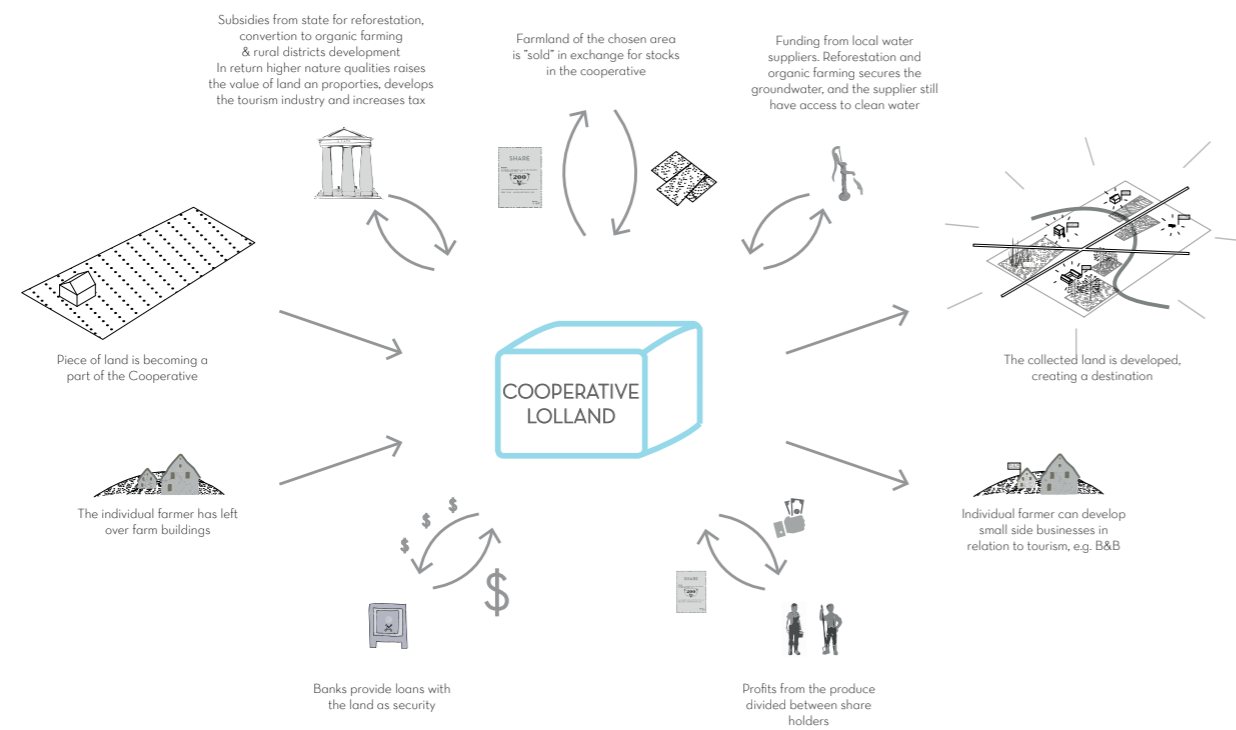 Subsidies from state for reforestation,
convertion to organic farming
& rural districts development
In return higher nature qualities raises
the value of land an proporties, develops
the tourism industry and increases tax
Farmland of the chosen area
is "sold" in exchange for stocks
in the cooperative
Funding from local water
suppliers. Reforestation and
organic farming secures the
groundwater, and the supplier still
have access to clean water
SHARE
200
Piece of land is becoming a
part of the Cooperative
The collected land is developed,
creating a destination
COOPERATIVE
LOLLAND
The individual farmer has left
over farm buildings
Individual farmer can develop
small side businesses in
relation to tourism, e.g. B&B
$
$
$
$
SHARE
200
Banks provide loans with
the land as security
Profits from the produce
divided between share
holders